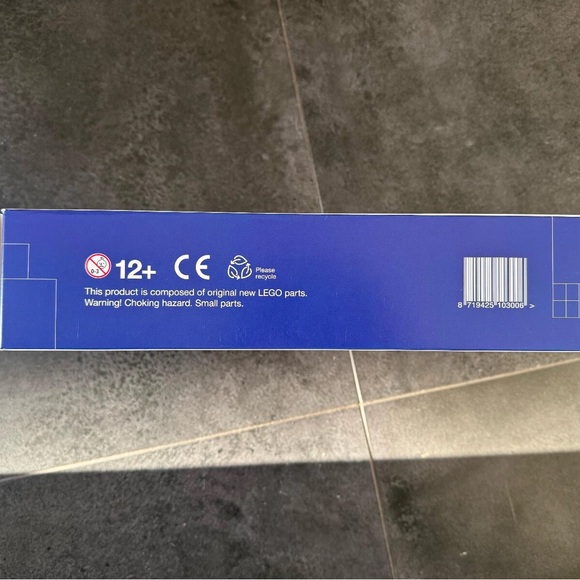 0-3
12+
CE
Please
recycle
This product is composed of original new LEGO parts.
Warning! Choking hazard. Small parts.
8 719425 103006 >